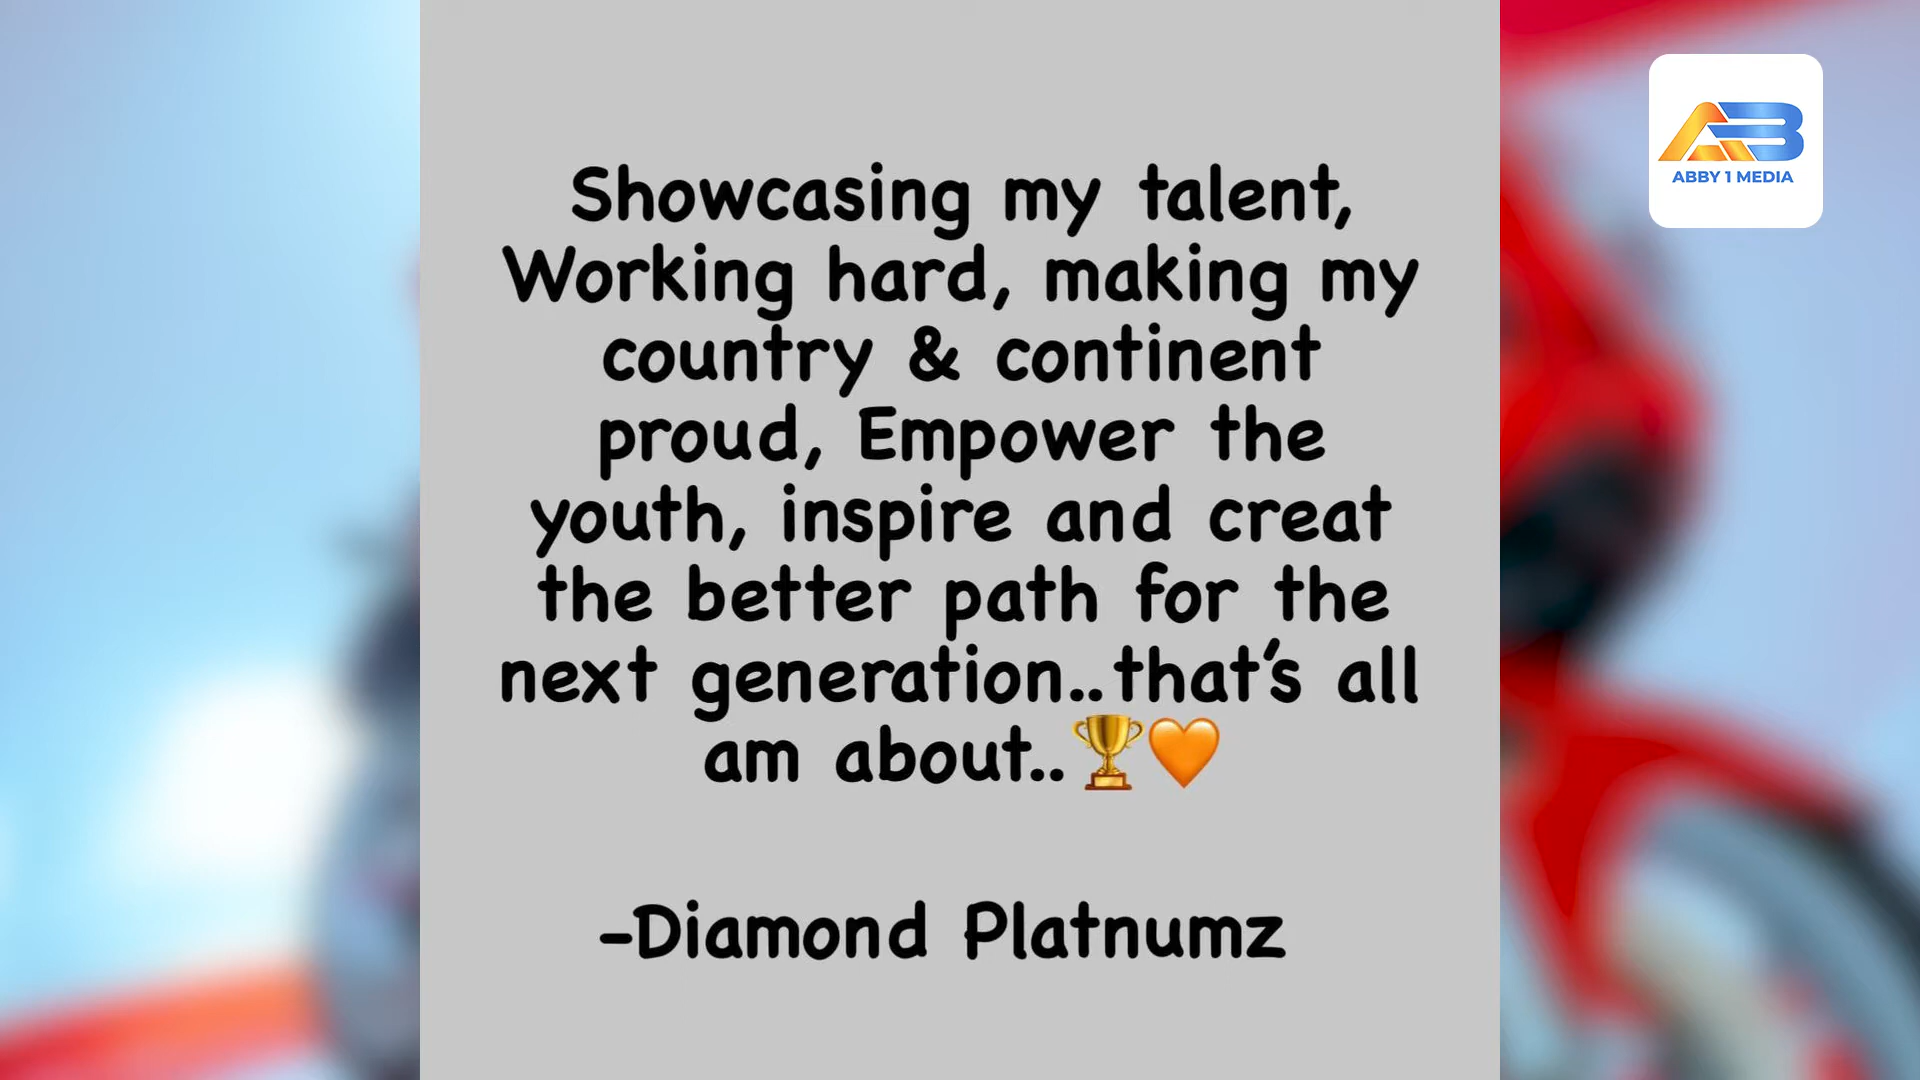 Showcasing my talent,
Working hard, making my
country & continent
proud, Empower the
youth, inspire and creat
the better path for the
next generation..that's all
am about..🏆🧡
-Diamond Platnumz
AB
ABBY 1 MEDIA